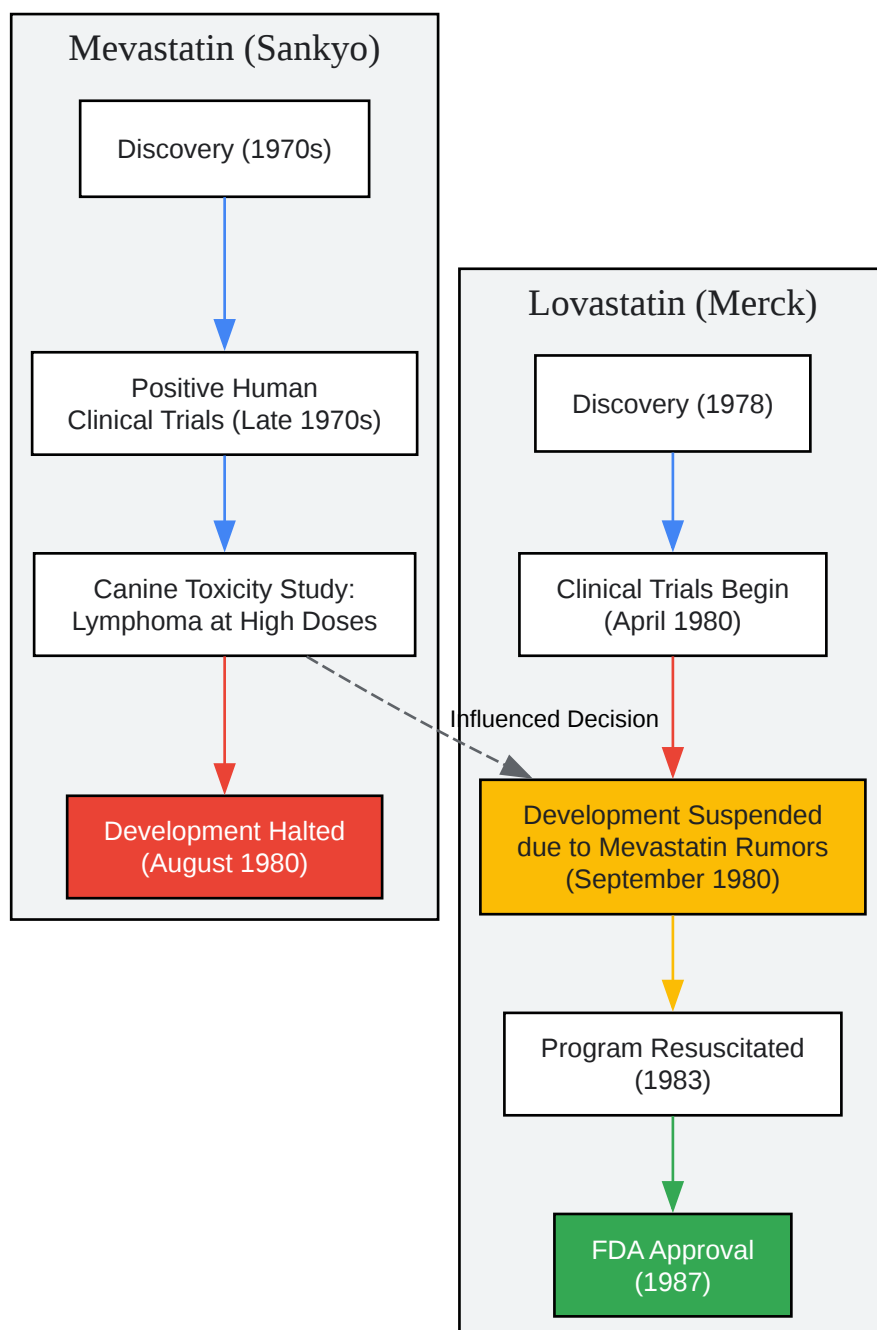 Mevastatin (Sankyo)
Discovery (1970s)
Positive Human
Clinical Trials (Late 1970s)
Canine Toxicity Study:
Lymphoma at High Doses
Development Halted
(August 1980)
Influenced Decision
Lovastatin (Merck)
Discovery (1978)
Clinical Trials Begin
(April 1980)
Development Suspended
due to Mevastatin Rumors
(September 1980)
Program Resuscitated
(1983)
FDA Approval
(1987)